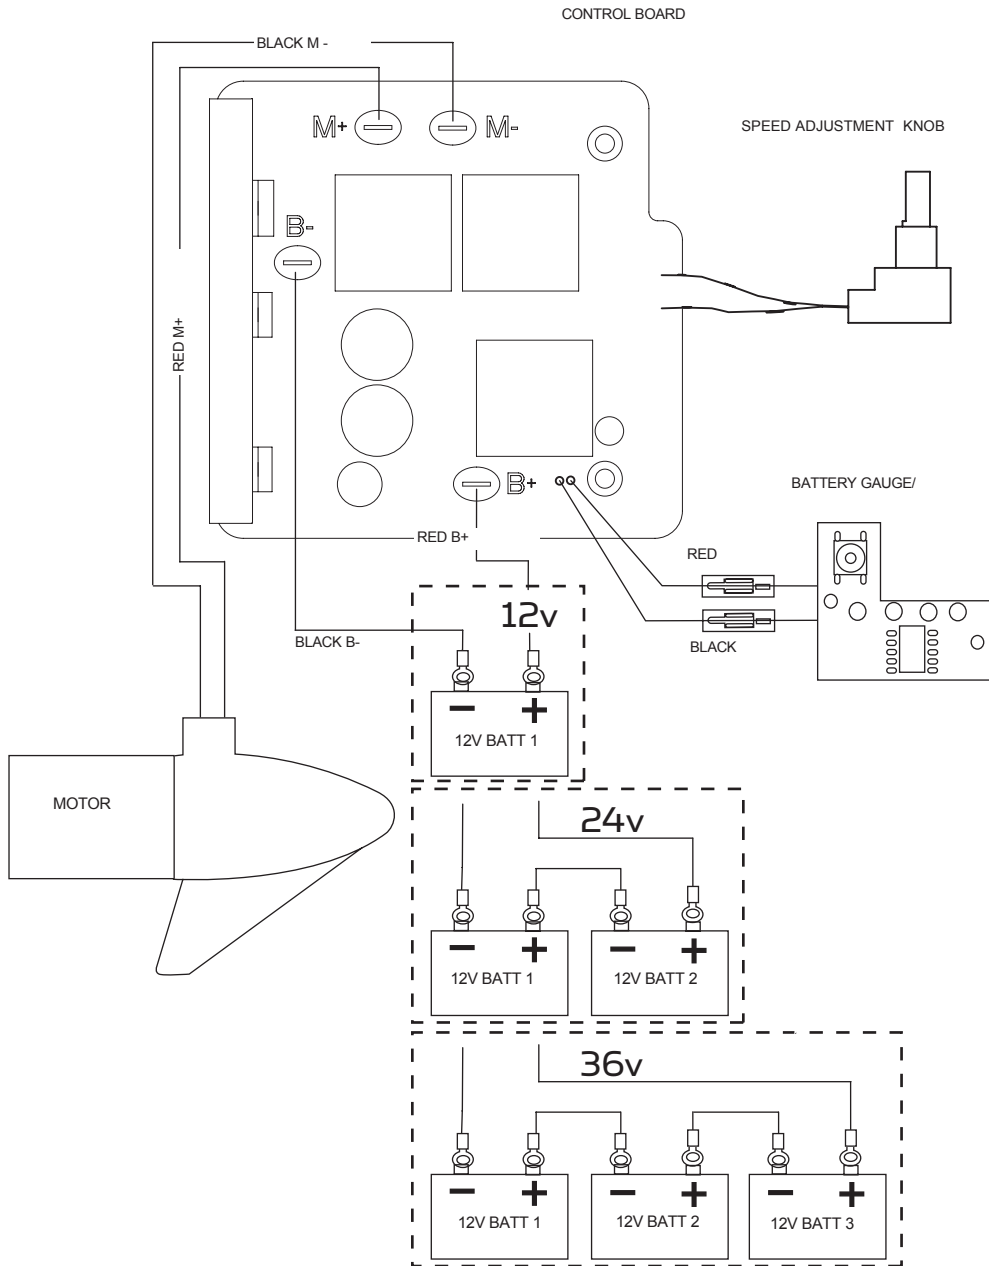 CONTROL BOARD
BLACK M -
M+
M-
SPEED ADJUSTMENT KNOB
B-
RED M+
B+
BATTERY GAUGE/
RED B+
RED
12v
BLACK B-
BLACK
− +
12V BATT 1
MOTOR
24v
− + − +
12V BATT 1 12V BATT 2
36v
− + − + − +
12V BATT 1 12V BATT 2 12V BATT 3